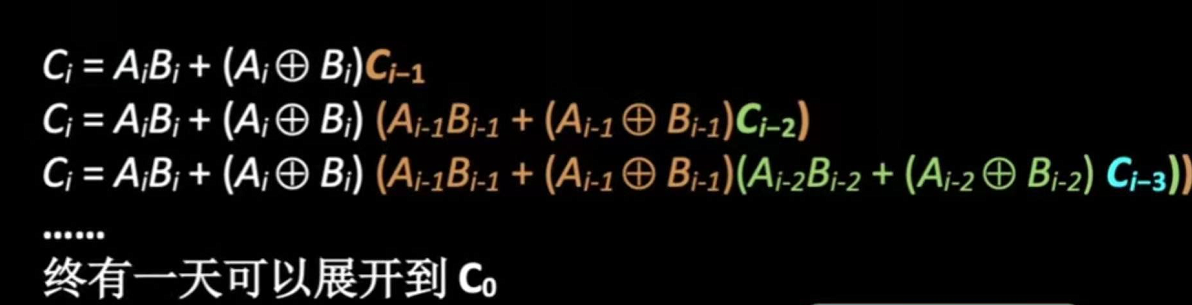 Cᵢ = AᵢBᵢ + (Aᵢ⊕ Bᵢ)Cᵢ₋₁
Cᵢ = AᵢBᵢ + (Aᵢ⊕ Bᵢ) (Aᵢ₋₁Bᵢ₋₁ + (Aᵢ₋₁⊕ Bᵢ₋₁)Cᵢ₋₂)
Cᵢ = AᵢBᵢ + (Aᵢ⊕ Bᵢ) (Aᵢ₋₁Bᵢ₋₁ + (Aᵢ₋₁⊕ Bᵢ₋₁)(Aᵢ₋₂Bᵢ₋₂ + (Aᵢ₋₂⊕ Bᵢ₋₂) Cᵢ₋₃))
……
终有一天可以展开到 C₀